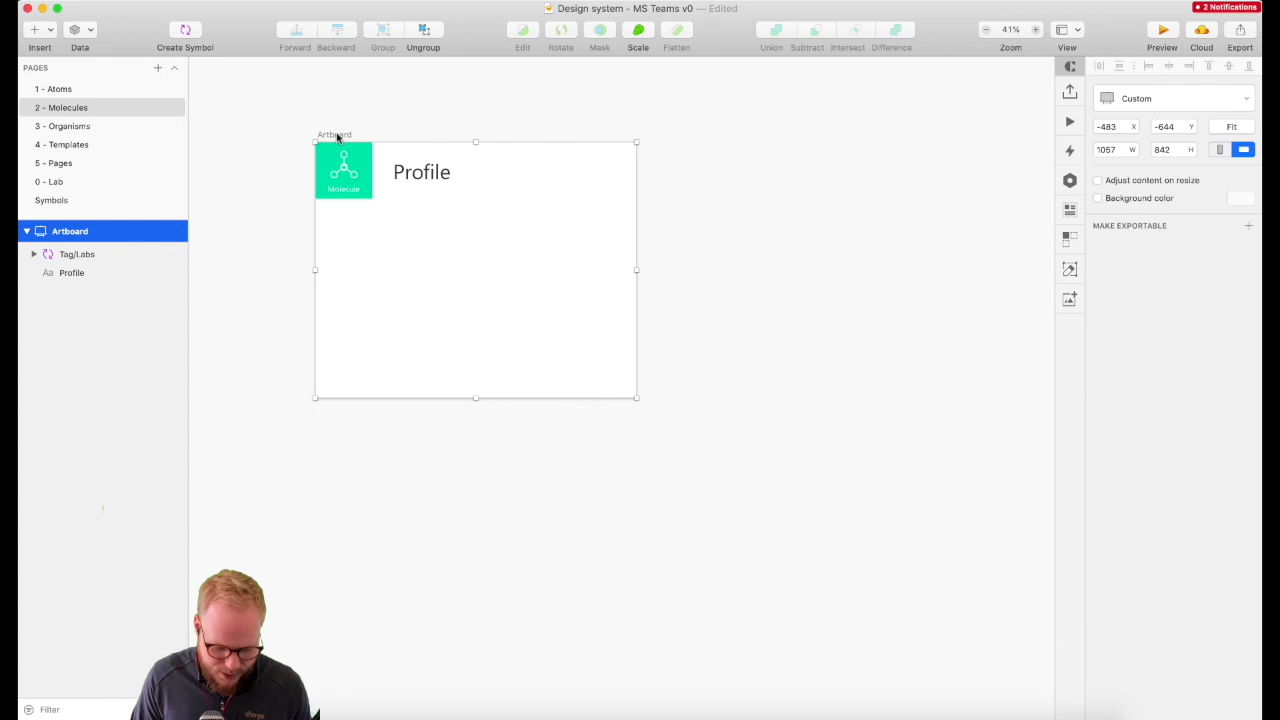 Design system - MS Teams v0 — Edited
2 Notifications
Insert
Data
Create Symbol
Forward
Backward
Group
Ungroup
Edit
Rotate
Mask
Scale
Flatten
Union
Subtract
Intersect
Difference
41%
Zoom
View
Preview
Cloud
Export
PAGES
1 - Atoms
2 - Molecules
3 - Organisms
4 - Templates
5 - Pages
0 - Lab
Symbols
Artboard
Tag/Labs
Aa Profile
Filter
Artboard
Molecule
Profile
Custom
-483 X
-644 Y
Fit
1057 W
842 H
Adjust content on resize
Background color
MAKE EXPORTABLE